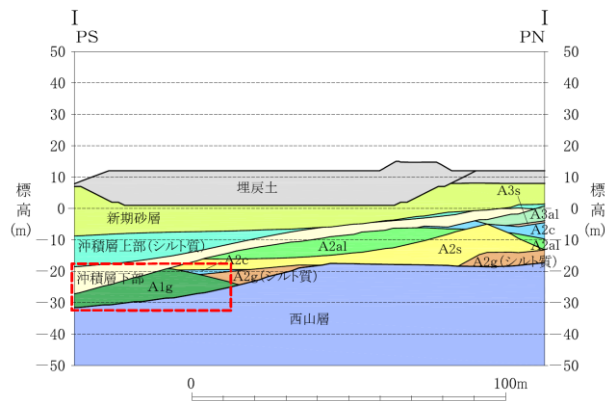 I I
PS PN
50 50
40 40
30 30
20 20
10 10
0 0
−10 −10
−20 −20
−30 −30
−40 −40
−50 −50
標高(m)
標高(m)
埋戻土
A3s
新期砂層
A3al
A2c
沖積層上部(シルト質)
A2al
A2s
A2al
A2c
A2g(シルト質)
A2g(シルト質)
沖積層下部
A1g
西山層
0 100m